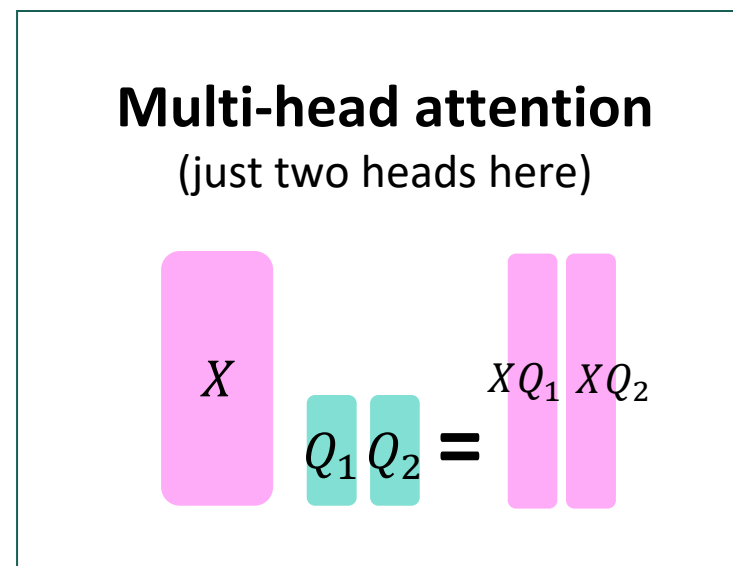 Multi-head attention
(just two heads here)
X
Q₁ Q₂ =
XQ₁ XQ₂